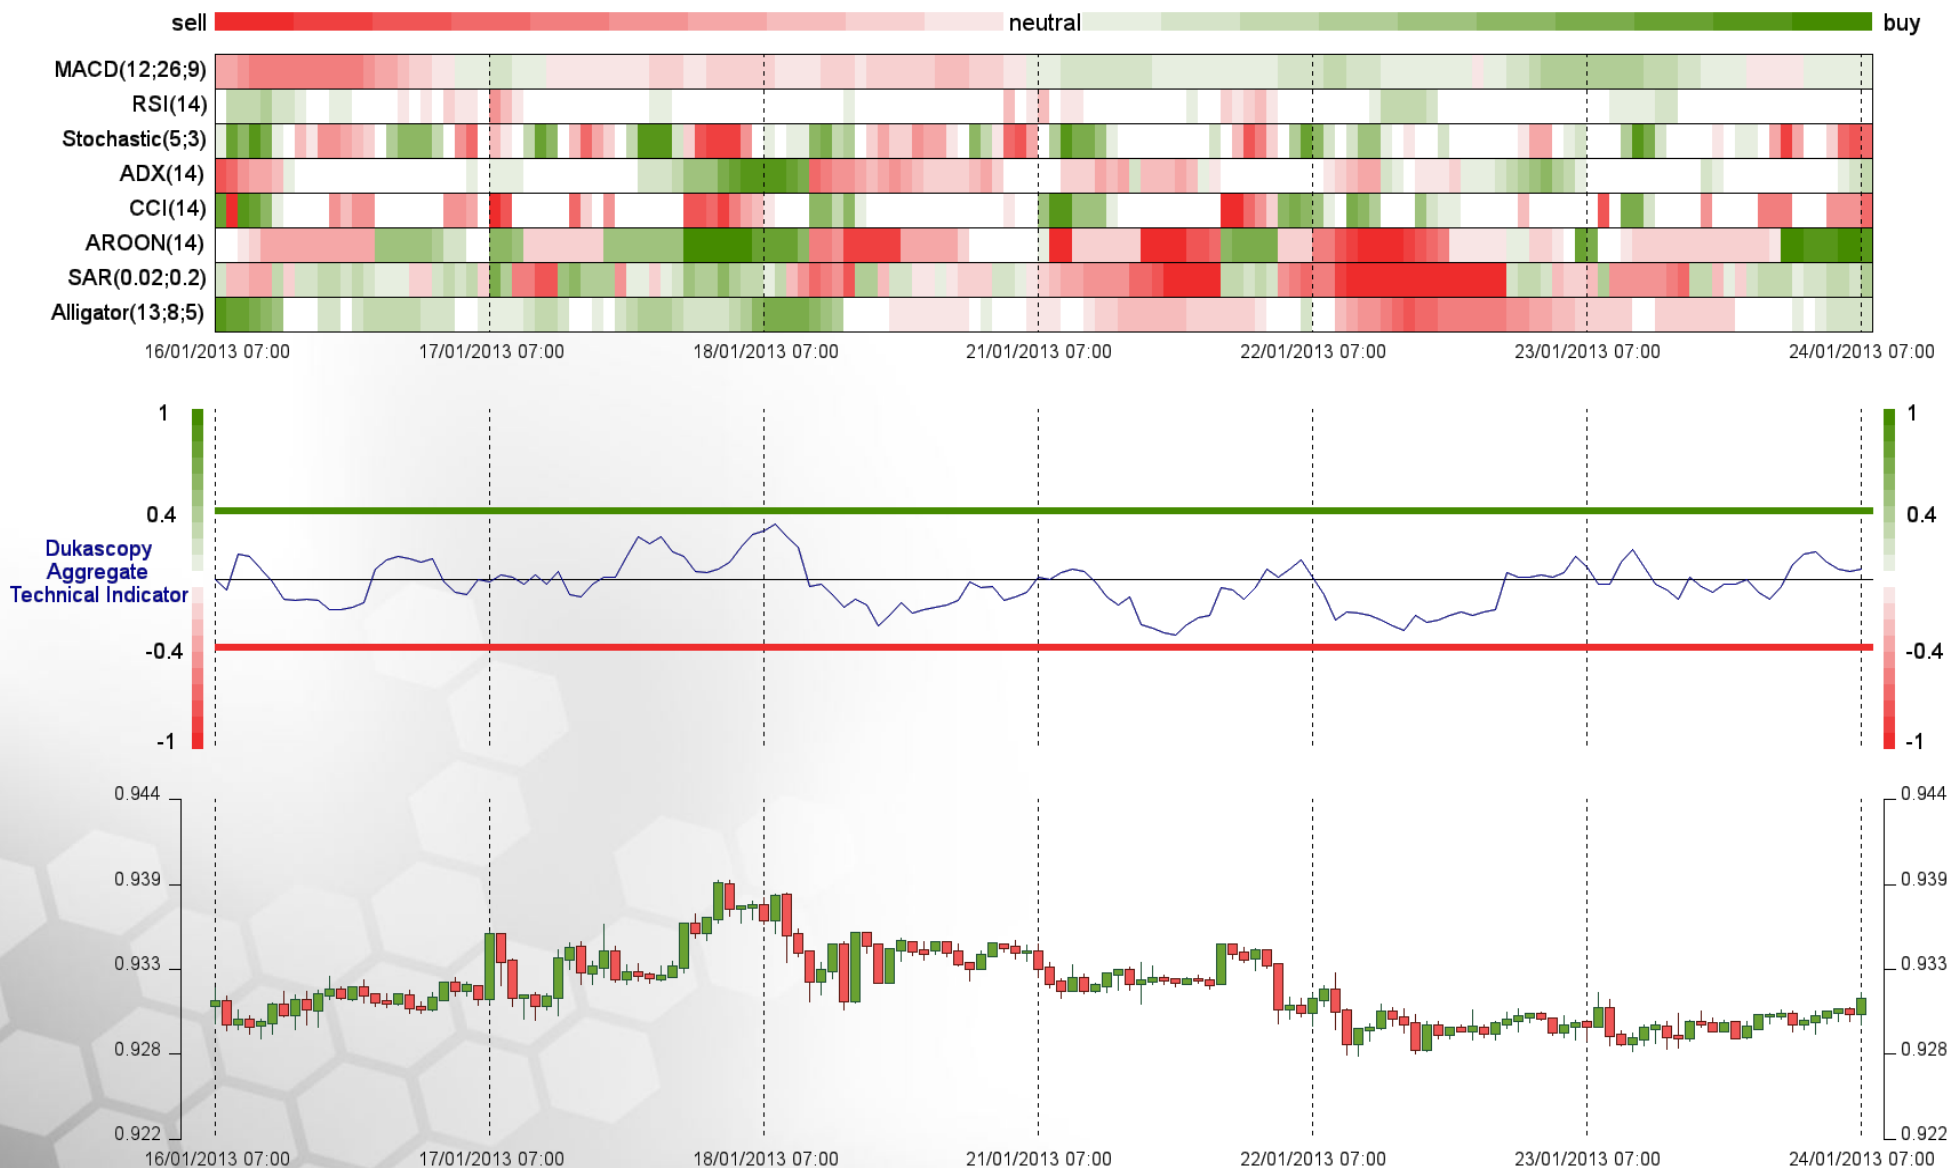 sell neutral buy
MACD(12;26;9)
RSI(14)
Stochastic(5;3)
ADX(14)
CCI(14)
AROON(14)
SAR(0.02;0.2)
Alligator(13;8;5)
16/01/2013 07:00 17/01/2013 07:00 18/01/2013 07:00 21/01/2013 07:00 22/01/2013 07:00 23/01/2013 07:00 24/01/2013 07:00
1 1
0.4 0.4
Dukascopy
Aggregate
Technical Indicator
-0.4 -0.4
-1 -1
0.944 0.944
0.939 0.939
0.933 0.933
0.928 0.928
0.922 0.922
16/01/2013 07:00 17/01/2013 07:00 18/01/2013 07:00 21/01/2013 07:00 22/01/2013 07:00 23/01/2013 07:00 24/01/2013 07:00